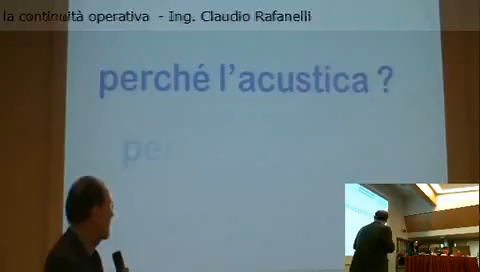 la continuità operativa - Ing. Claudio Rafanelli
perché l'acustica ?
per